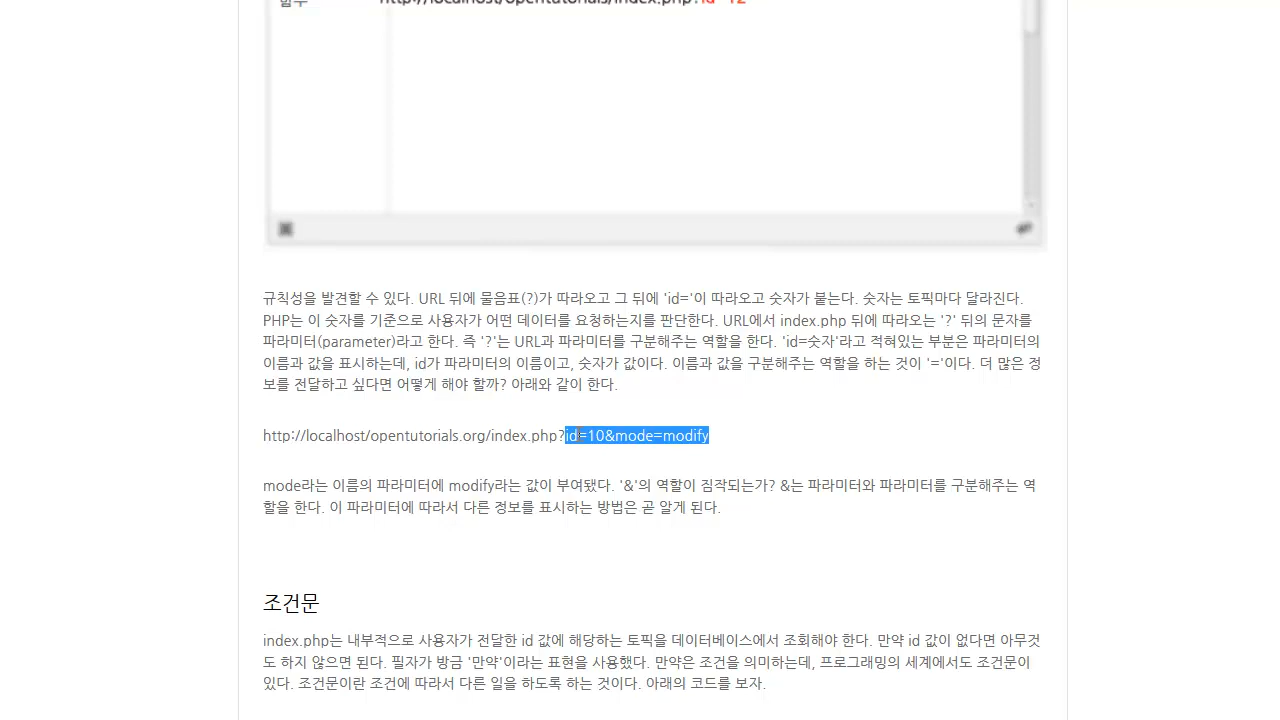 함수 http://localhost/opentutorials/index.php?id=12
규칙성을 발견할 수 있다. URL 뒤에 물음표(?)가 따라오고 그 뒤에 'id='이 따라오고 숫자가 붙는다. 숫자는 토픽마다 달라진다.
PHP는 이 숫자를 기준으로 사용자가 어떤 데이터를 요청하는지를 판단한다. URL에서 index.php 뒤에 따라오는 '?' 뒤의 문자를
파라미터(parameter)라고 한다. 즉 '?'는 URL과 파라미터를 구분해주는 역할을 한다. 'id=숫자'라고 적혀있는 부분은 파라미터의
이름과 값을 표시하는데, id가 파라미터의 이름이고, 숫자가 값이다. 이름과 값을 구분해주는 역할을 하는 것이 '='이다. 더 많은 정
보를 전달하고 싶다면 어떻게 해야 할까? 아래와 같이 한다.
http://localhost/opentutorials.org/index.php?id=10&mode=modify
mode라는 이름의 파라미터에 modify라는 값이 부여됐다. '&'의 역할이 짐작되는가? &는 파라미터와 파라미터를 구분해주는 역
할을 한다. 이 파라미터에 따라서 다른 정보를 표시하는 방법은 곧 알게 된다.
조건문
index.php는 내부적으로 사용자가 전달한 id 값에 해당하는 토픽을 데이터베이스에서 조회해야 한다. 만약 id 값이 없다면 아무것
도 하지 않으면 된다. 필자가 방금 '만약'이라는 표현을 사용했다. 만약은 조건을 의미하는데, 프로그래밍의 세계에서도 조건문이
있다. 조건문이란 조건에 따라서 다른 일을 하도록 하는 것이다. 아래의 코드를 보자.